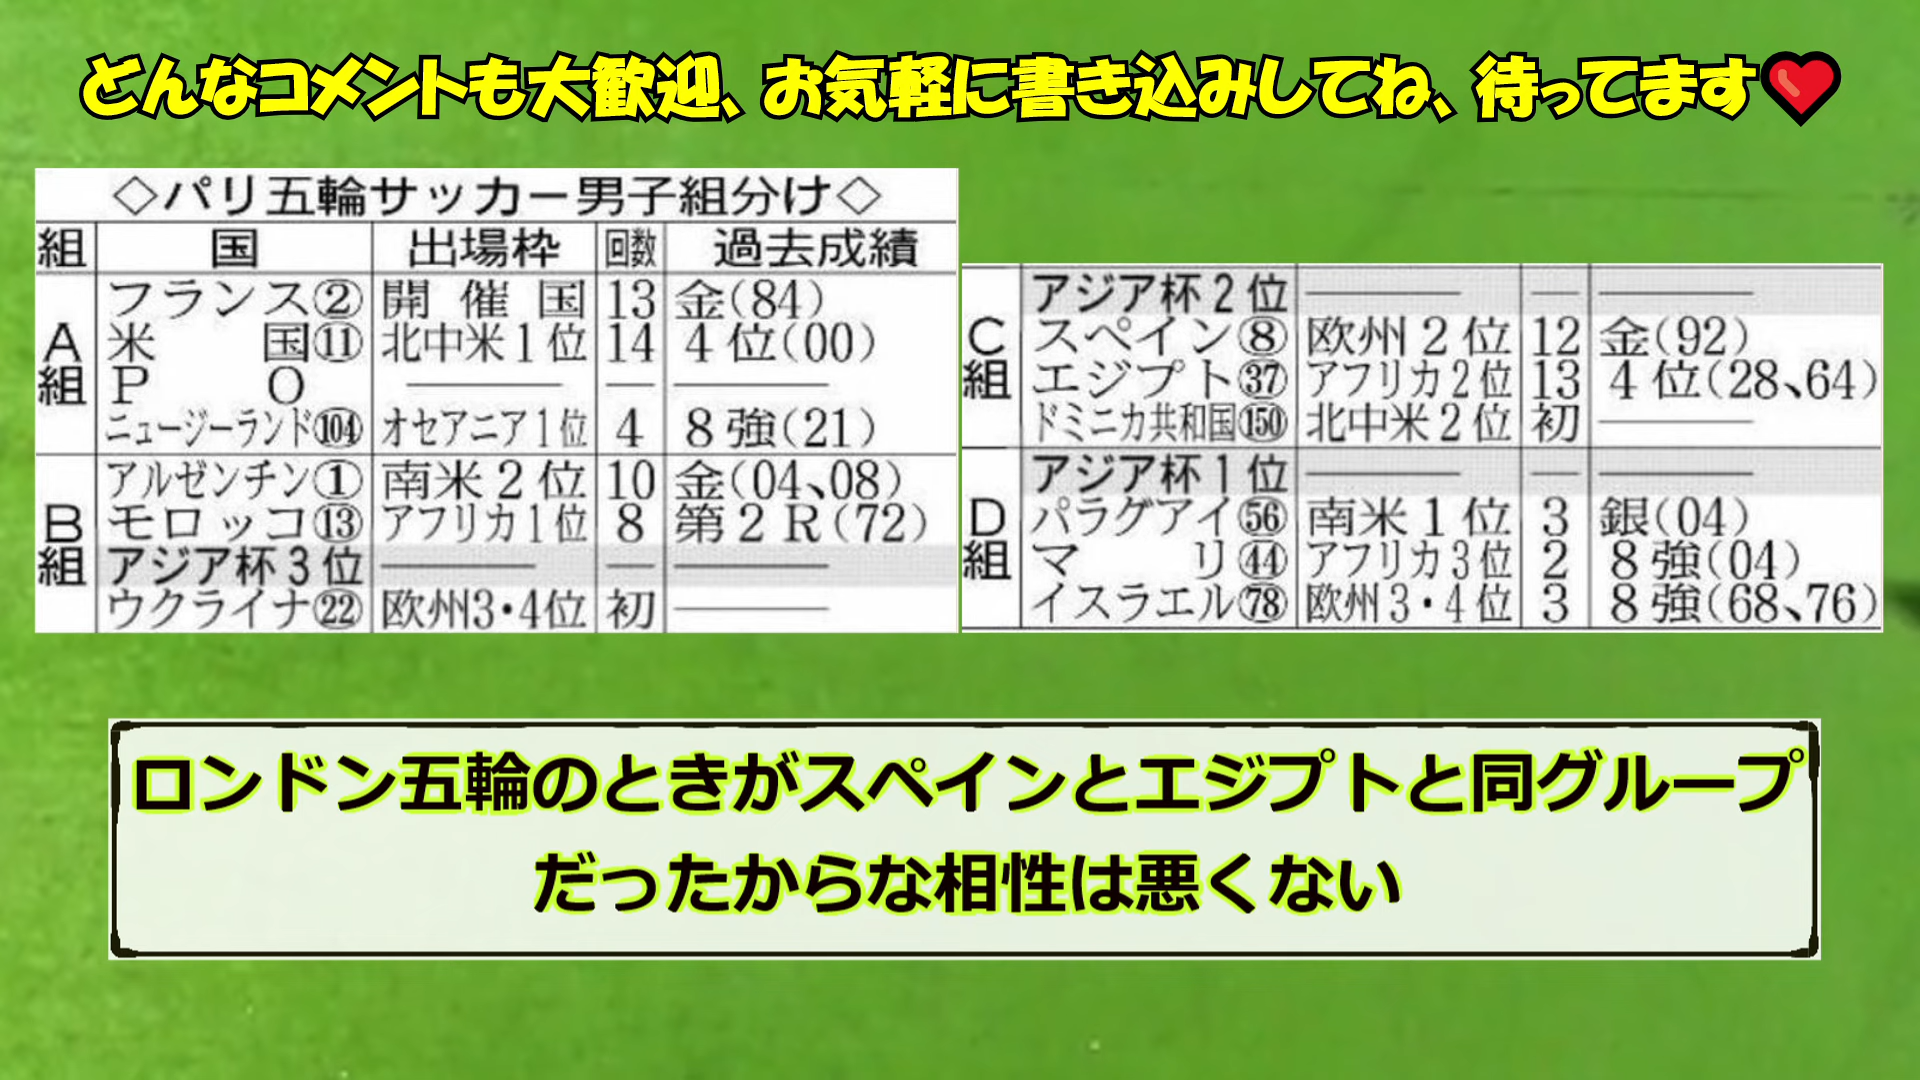 どんなコメントも大歓迎、お気軽に書き込みしてね、待ってます
◇パリ五輪サッカー男子組分け◇
組 国 出場枠 回数 過去成績
A組
フランス② 開催国 13 金(84)
米国⑪ 北中米1位 14 4位(00)
PO ― ― ―
ニュージーランド(104) オセアニア1位 4 8強(21)
B組
アルゼンチン① 南米2位 10 金(04、08)
モロッコ⑬ アフリカ1位 8 第2R(72)
アジア杯3位 ― ― ―
ウクライナ㉒ 欧州3・4位 初 ―
C組
アジア杯2位 ― ― ―
スペイン⑧ 欧州2位 12 金(92)
エジプト㊲ アフリカ2位 13 4位(28、64)
ドミニカ共和国(150) 北中米2位 初 ―
D組
アジア杯1位 ― ― ―
パラグアイ(56) 南米1位 3 銀(04)
マリ㊹ アフリカ3位 2 8強(04)
イスラエル(78) 欧州3・4位 3 8強(68、76)
ロンドン五輪のときがスペインとエジプトと同グループ
だったからな相性は悪くない